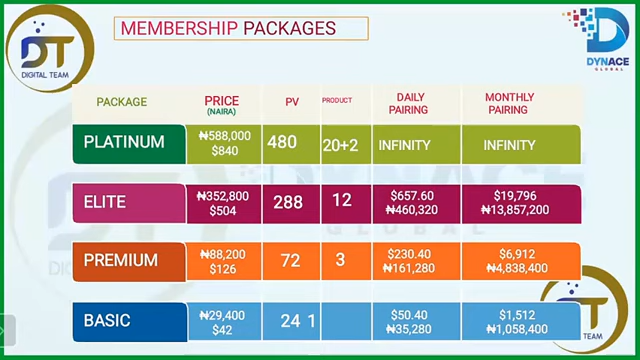 MEMBERSHIP PACKAGES
DT
DIGITAL TEAM
DYNACE
GLOBAL
PACKAGE PRICE PV PRODUCT DAILY MONTHLY
(NAIRA) PAIRING PAIRING
PLATINUM ₦588,000 480 20+2 INFINITY INFINITY
$840
ELITE ₦352,800 288 12 $657.60 $19,796
$504 ₦460,320 ₦13,857,200
GLOBAL
PREMIUM ₦88,200 72 3 $230.40 $6,912
$126 ₦161,280 ₦4,838,400
BASIC ₦29,400 24 1 $50.40 $1,512
$42 ₦35,280 ₦1,058,400
DT
TEAM